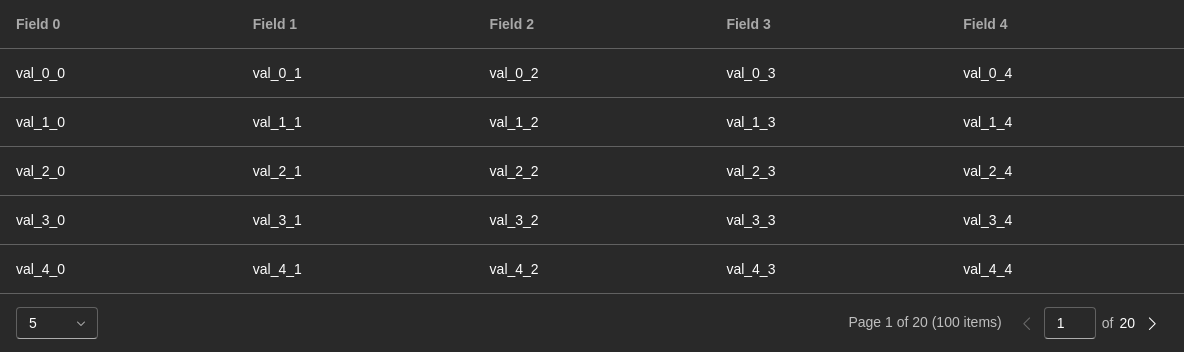 Field 0 Field 1 Field 2 Field 3 Field 4
val_0_0 val_0_1 val_0_2 val_0_3 val_0_4
val_1_0 val_1_1 val_1_2 val_1_3 val_1_4
val_2_0 val_2_1 val_2_2 val_2_3 val_2_4
val_3_0 val_3_1 val_3_2 val_3_3 val_3_4
val_4_0 val_4_1 val_4_2 val_4_3 val_4_4
5 Page 1 of 20 (100 items) 1 of 20